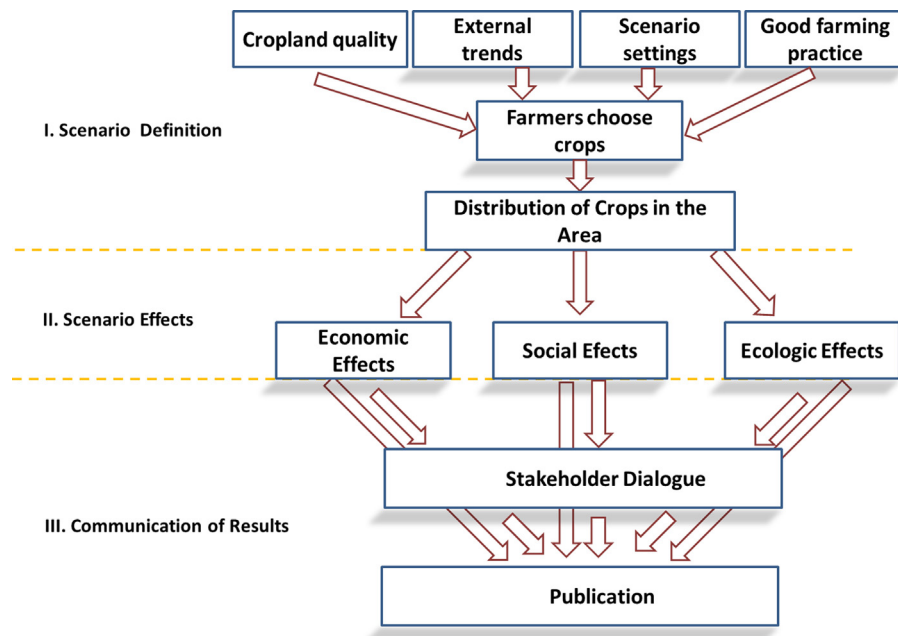 Cropland quality
External
trends
Scenario
settings
Good farming
practice
I. Scenario Definition
Farmers choose
crops
Distribution of Crops in the
Area
II. Scenario Effects
Economic
Effects
Social Efects
Ecologic Effects
Stakeholder Dialogue
III. Communication of Results
Publication